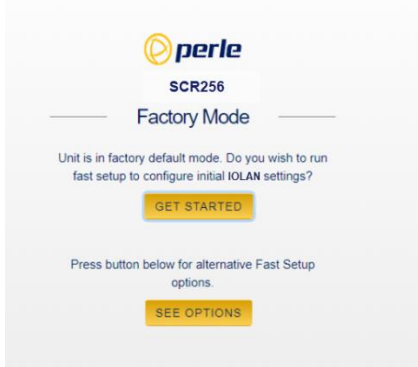 perle
SCR256
Factory Mode
Unit is in factory default mode. Do you wish to run
fast setup to configure initial IOLAN settings?
GET STARTED
Press button below for alternative Fast Setup
options.
SEE OPTIONS